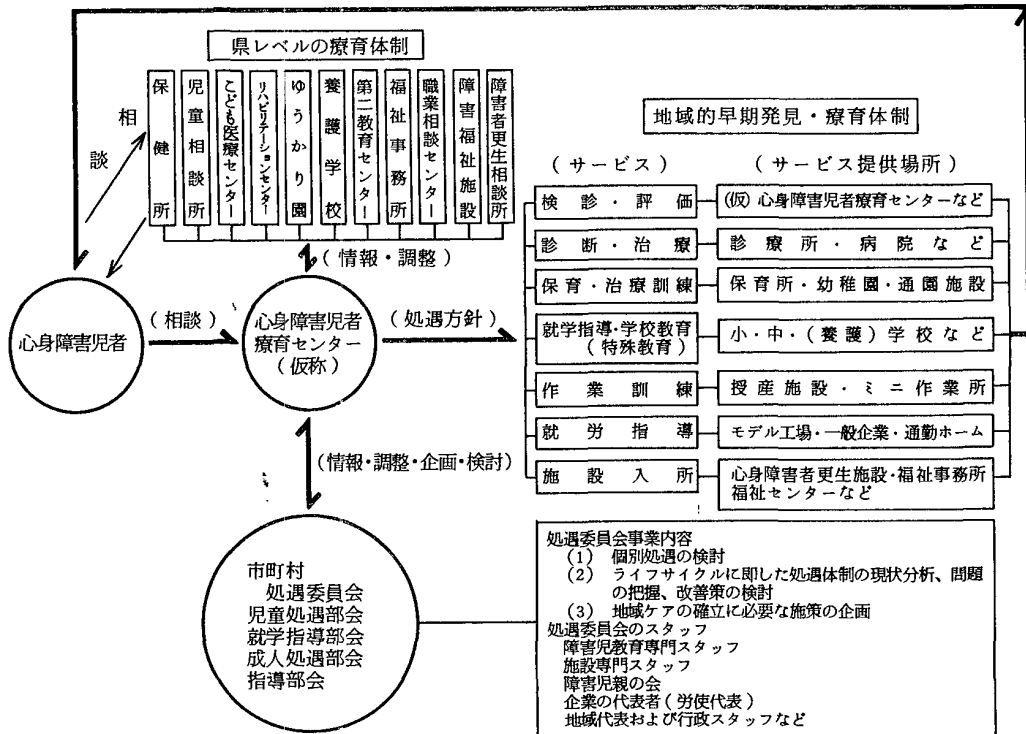 県レベルの療育体制
保健所
児童相談所
こども医療センター
リハビリテーションセンター
ゆうかり園
養護学校
第二教育センター
福祉事務所
職業相談センター
障害福祉施設
障害者更生相談所
相談
(情報・調整)
心身障害児者
(相談)
心身障害児者
療育センター
(仮称)
(処遇方針)
(情報・調整・企画・検討)
市町村
処遇委員会
児童処遇部会
就学指導部会
成人処遇部会
指導部会
地域的早期発見・療育体制
(サービス) (サービス提供場所)
検診・評価 (仮)心身障害児者療育センターなど
診断・治療 診療所・病院など
保育・治療訓練 保育所・幼稚園・通園施設
就学指導・学校教育
(特殊教育) 小・中・(養護)学校など
作業訓練 授産施設・ミニ作業所
就労指導 モデル工場・一般企業・通勤ホーム
施設入所 心身障害者更生施設・福祉事務所
福祉センターなど
処遇委員会事業内容
(1) 個別処遇の検討
(2) ライフサイクルに即した処遇体制の現状分析、問題
の把握、改善策の検討
(3) 地域ケアの確立に必要な施策の企画
処遇委員会のスタッフ
障害児教育専門スタッフ
施設専門スタッフ
障害児親の会
企業の代表者(労使代表)
地域代表および行政スタッフなど